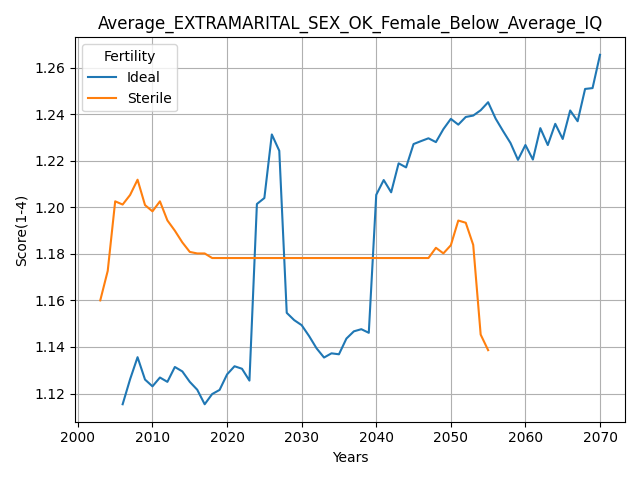 Average_EXTRAMARITAL_SEX_OK_Female_Below_Average_IQ
Fertility
Ideal
Sterile
Score(1-4)
1.26
1.24
1.22
1.20
1.18
1.16
1.14
1.12
2000 2010 2020 2030 2040 2050 2060 2070
Years